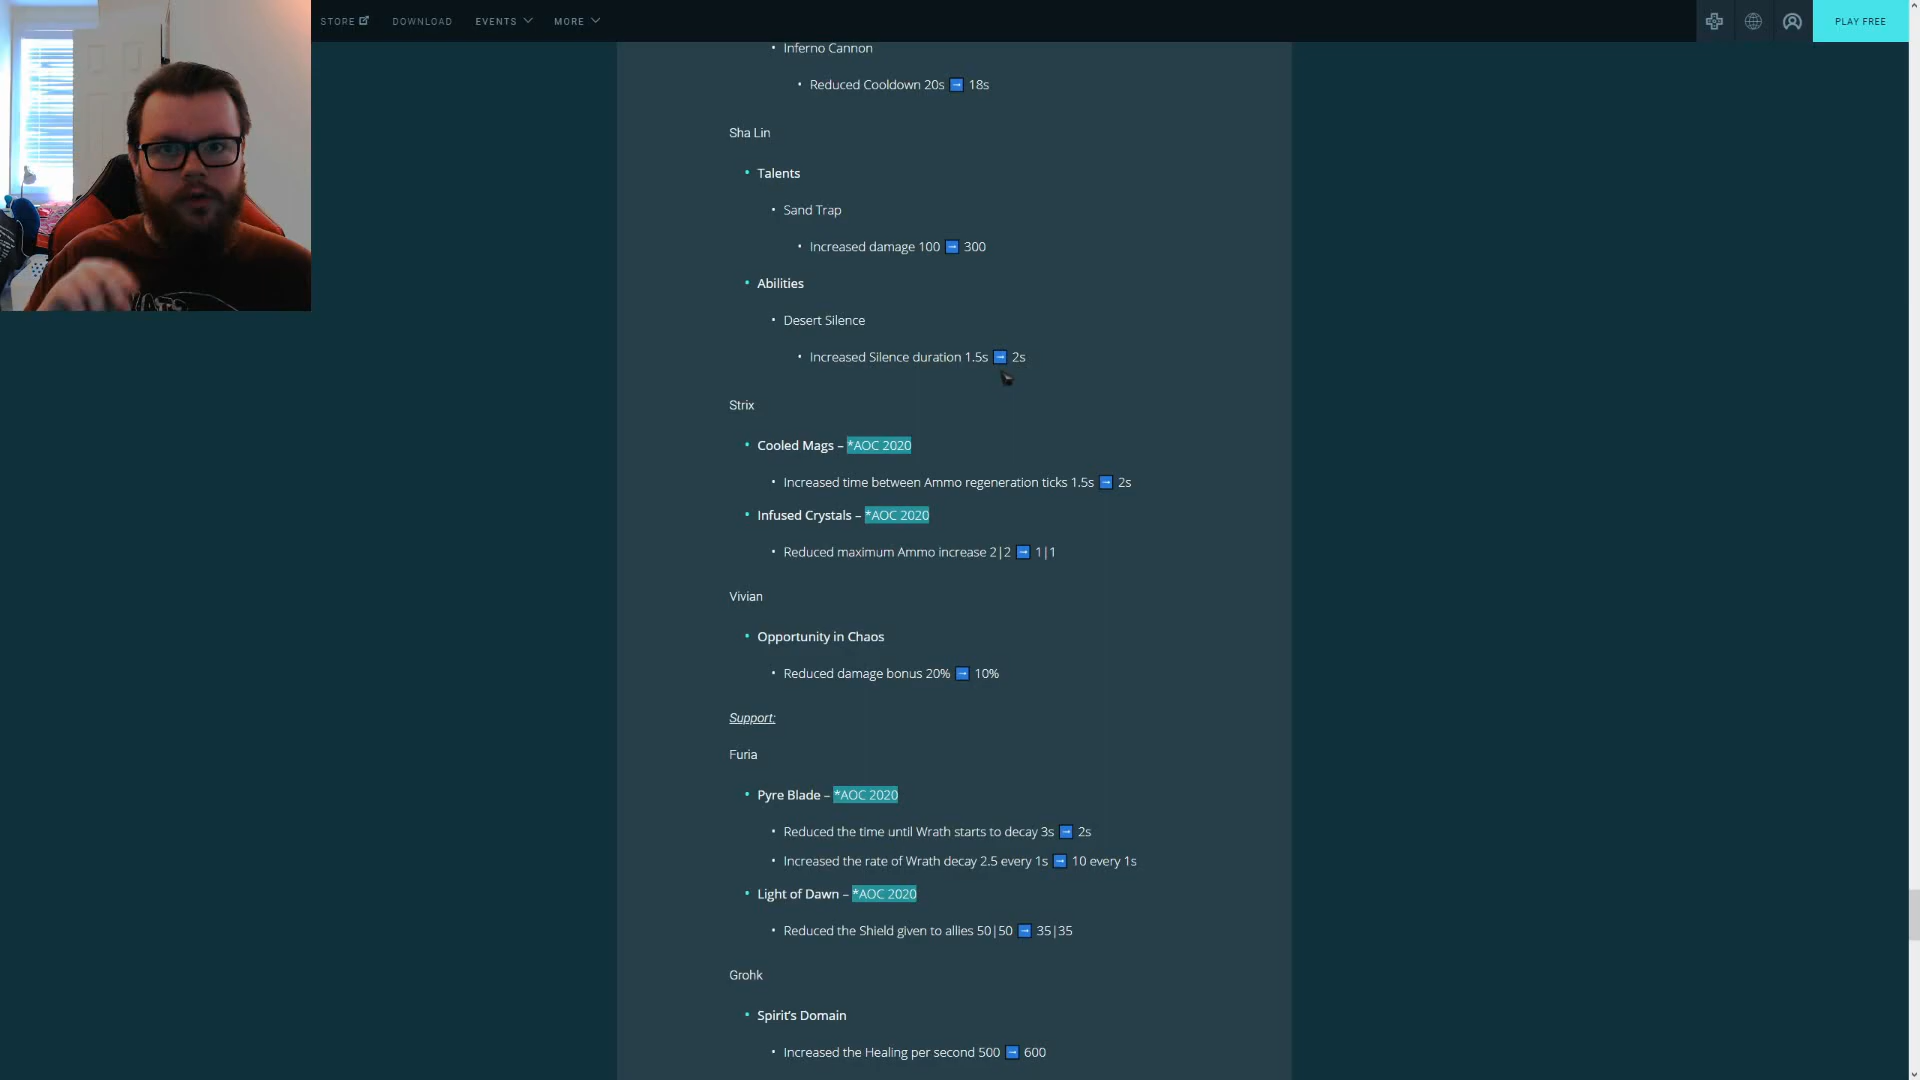 STORE DOWNLOAD EVENTS MORE PLAY FREE
Inferno Cannon
Reduced Cooldown 20s ➡ 18s
Sha Lin
Talents
Sand Trap
Increased damage 100 ➡ 300
Abilities
Desert Silence
Increased Silence duration 1.5s ➡ 2s
Strix
Cooled Mags – *AOC 2020
Increased time between Ammo regeneration ticks 1.5s ➡ 2s
Infused Crystals – *AOC 2020
Reduced maximum Ammo increase 2|2 ➡ 1|1
Vivian
Opportunity in Chaos
Reduced damage bonus 20% ➡ 10%
Support:
Furia
Pyre Blade – *AOC 2020
Reduced the time until Wrath starts to decay 3s ➡ 2s
Increased the rate of Wrath decay 2.5 every 1s ➡ 10 every 1s
Light of Dawn – *AOC 2020
Reduced the Shield given to allies 50|50 ➡ 35|35
Grohk
Spirit's Domain
Increased the Healing per second 500 ➡ 600